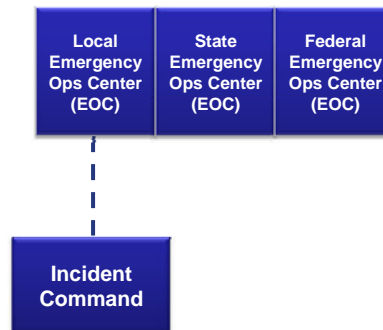 Local
Emergency
Ops Center
(EOC)
State
Emergency
Ops Center
(EOC)
Federal
Emergency
Ops Center
(EOC)
Incident
Command